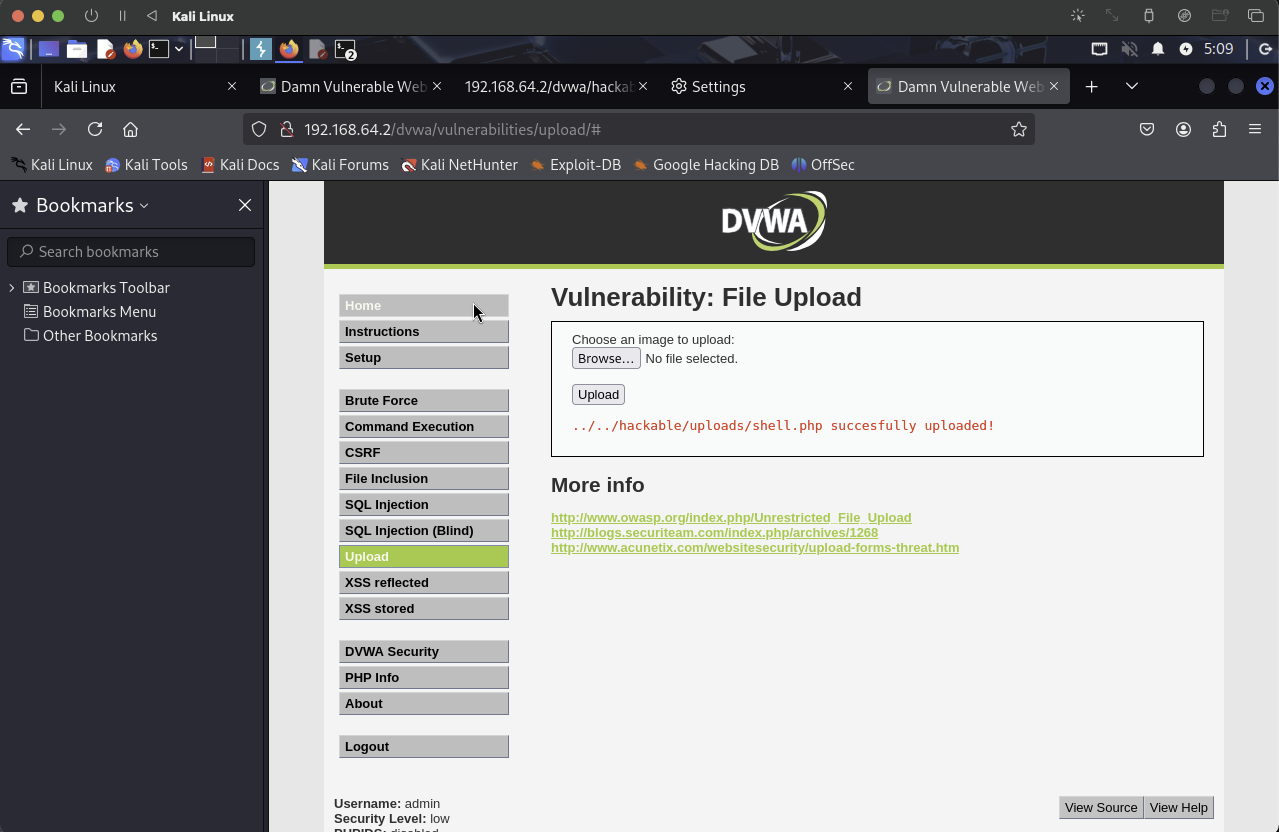 Kali Linux
2
5:09
Kali Linux
Damn Vulnerable Web
192.168.64.2/dvwa/hackab
Settings
Damn Vulnerable Web
192.168.64.2/dvwa/vulnerabilities/upload/#
Kali Linux
Kali Tools
Kali Docs
Kali Forums
Kali NetHunter
Exploit-DB
Google Hacking DB
OffSec
Bookmarks
Search bookmarks
Bookmarks Toolbar
Bookmarks Menu
Other Bookmarks
DVWA
Home
Instructions
Setup
Brute Force
Command Execution
CSRF
File Inclusion
SQL Injection
SQL Injection (Blind)
Upload
XSS reflected
XSS stored
DVWA Security
PHP Info
About
Logout
Vulnerability: File Upload
Choose an image to upload:
Browse… No file selected.
Upload
../../hackable/uploads/shell.php succesfully uploaded!
More info
http://www.owasp.org/index.php/Unrestricted_File_Upload
http://blogs.securiteam.com/index.php/archives/1268
http://www.acunetix.com/websitesecurity/upload-forms-threat.htm
Username: admin
Security Level: low
PHPIDS: disabled
View Source
View Help